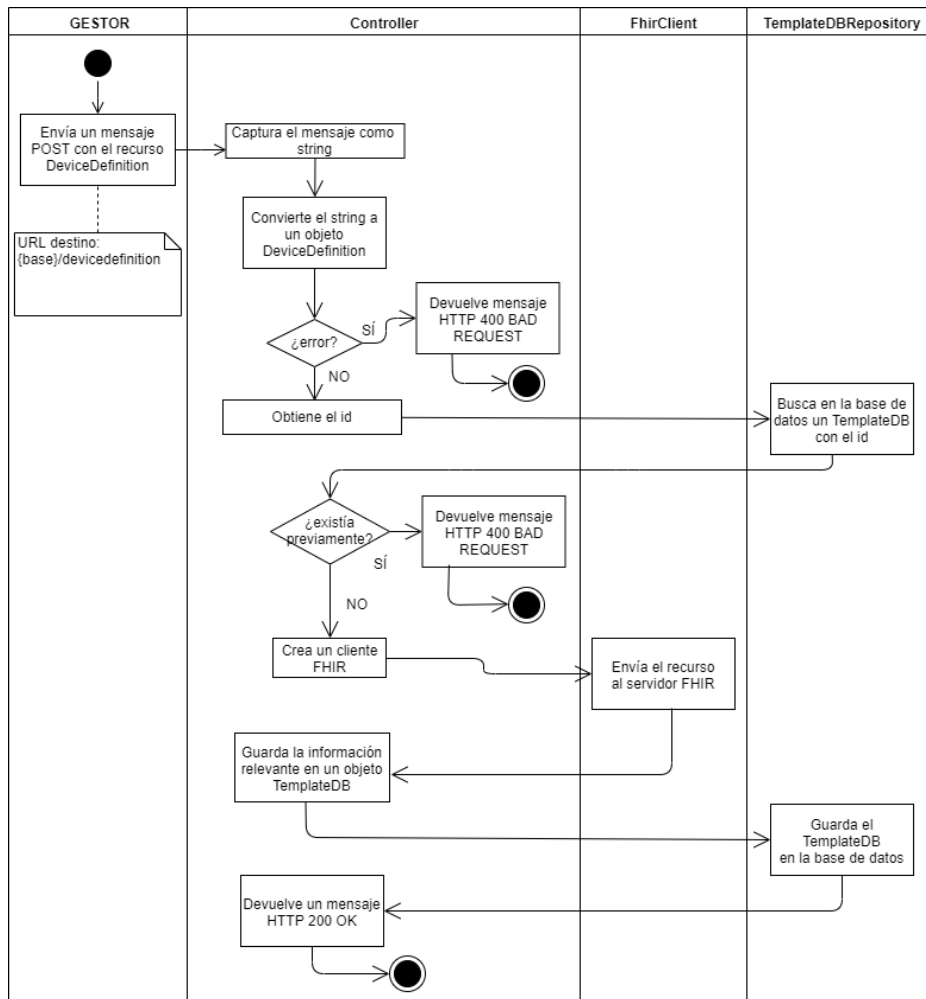 GESTOR
Controller
FhirClient
TemplateDBRepository
Envía un mensaje
POST con el recurso
DeviceDefinition
Captura el mensaje como
string
Convierte el string a
un objeto
DeviceDefinition
URL destino:
{base}/devicedefinition
¿error?
SÍ
Devuelve mensaje
HTTP 400 BAD
REQUEST
NO
Obtiene el id
Busca en la base de
datos un TemplateDB
con el id
¿existía
previamente?
SÍ
Devuelve mensaje
HTTP 400 BAD
REQUEST
NO
Crea un cliente
FHIR
Envía el recurso
al servidor FHIR
Guarda la información
relevante en un objeto
TemplateDB
Guarda el
TemplateDB
en la base de datos
Devuelve un mensaje
HTTP 200 OK